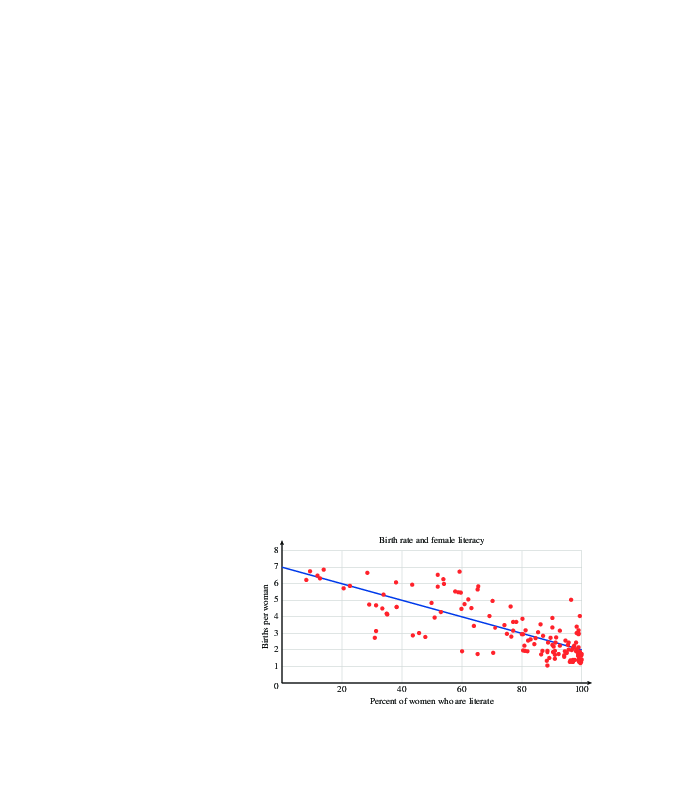 Birth rate and female literacy
8
7
6
5
4
3
2
1
0
Births per woman
20 40 60 80 100
Percent of women who are literate